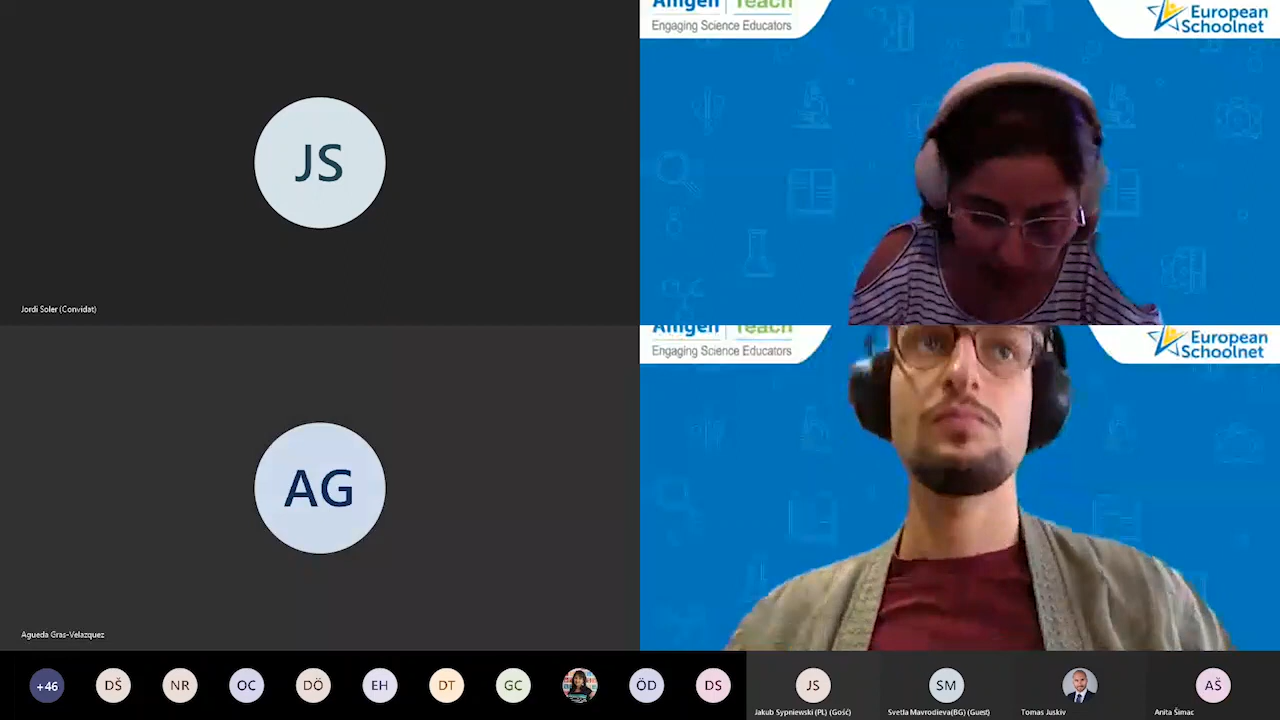 Amgen Teach
Engaging Science Educators
European
Schoolnet
JS
Jordi Soler (Convidat)
Amgen Teach
Engaging Science Educators
European
Schoolnet
AG
Agueda Gras-Velazquez
+46
DŠ
NR
OC
DÖ
EH
DT
GC
ÖD
DS
JS
Jakub Sypniewski (PL) (Gość)
SM
Svetla Mavrodieva(BG) (Guest)
Tomas Juskiv
AŠ
Anita Šimac